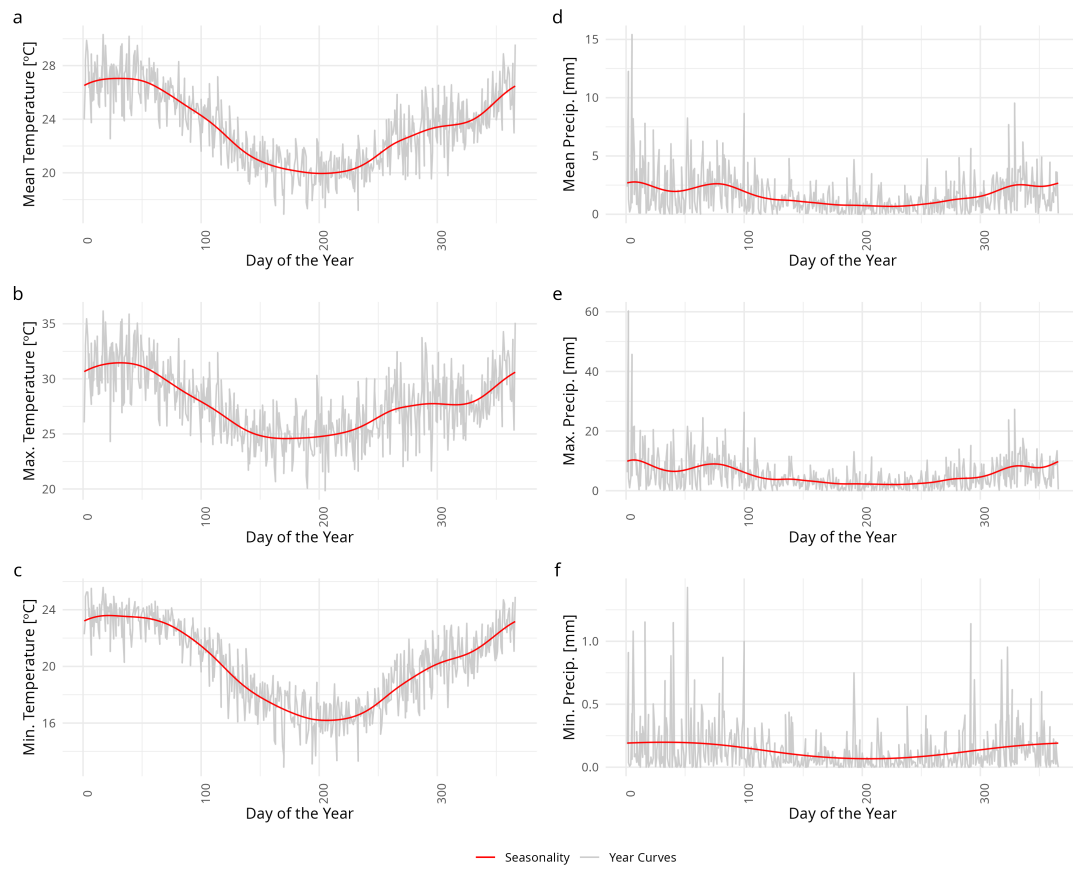 a
Mean Temperature [°C]
28
24
20
0 100 200 300
Day of the Year
b
Max. Temperature [°C]
35
30
25
20
0 100 200 300
Day of the Year
c
Min. Temperature [°C]
24
20
16
0 100 200 300
Day of the Year
d
Mean Precip. [mm]
15
10
5
0
0 100 200 300
Day of the Year
e
Max. Precip. [mm]
60
40
20
0
0 100 200 300
Day of the Year
f
Min. Precip. [mm]
1.0
0.5
0.0
0 100 200 300
Day of the Year
Seasonality Year Curves